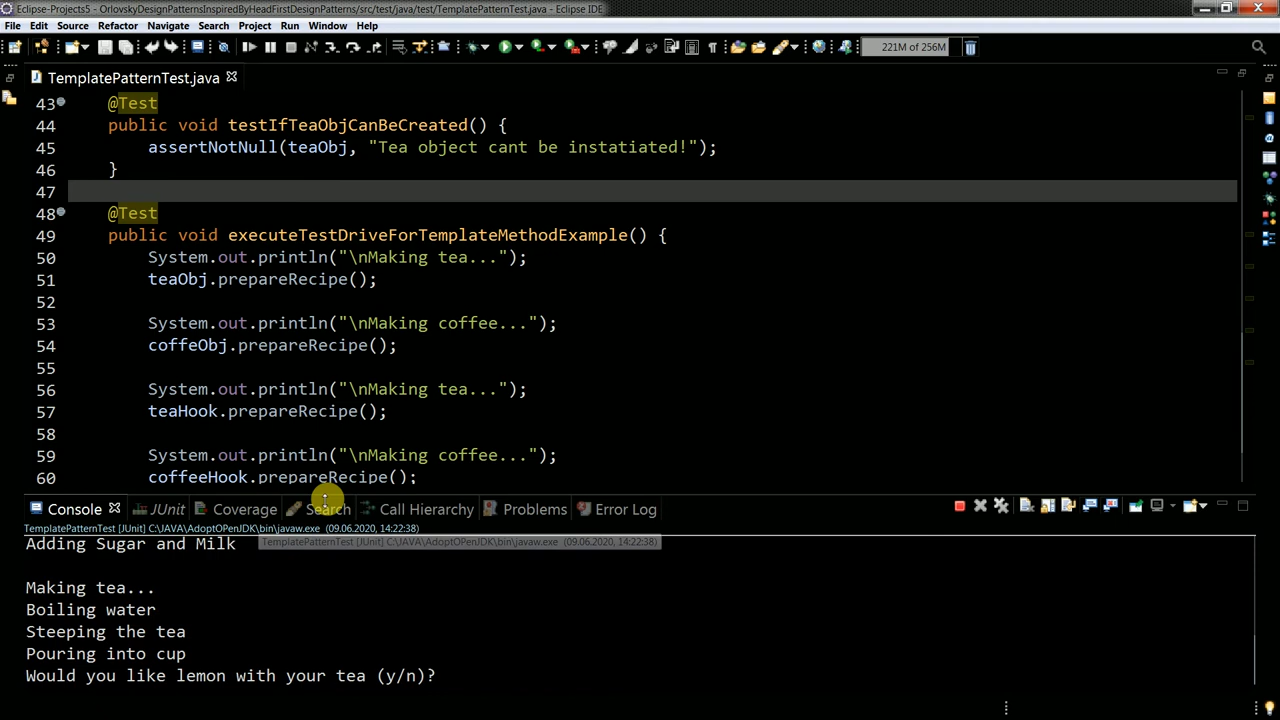 Eclipse-Projects5 - OrlovskyDesignPatternsInspiredByHeadFirstDesignPatterns/src/test/java/test/TemplatePatternTest.java - Eclipse IDE
File Edit Source Refactor Navigate Search Project Run Window Help
221M of 256M
TemplatePatternTest.java
43 @Test
44 public void testIfTeaObjCanBeCreated() {
45 assertNotNull(teaObj, "Tea object cant be instatiated!");
46 }
47
48 @Test
49 public void executeTestDriveForTemplateMethodExample() {
50 System.out.println("\nMaking tea...");
51 teaObj.prepareRecipe();
52
53 System.out.println("\nMaking coffee...");
54 coffeObj.prepareRecipe();
55
56 System.out.println("\nMaking tea...");
57 teaHook.prepareRecipe();
58
59 System.out.println("\nMaking coffee...");
60 coffeeHook.prepareRecipe();
Console JUnit Coverage Search Call Hierarchy Problems Error Log
TemplatePatternTest [JUnit] C:\JAVA\AdoptOPenJDK\bin\javaw.exe (09.06.2020, 14:22:38)
Adding Sugar and Milk
TemplatePatternTest [JUnit] C:\JAVA\AdoptOPenJDK\bin\javaw.exe (09.06.2020, 14:22:38)
Making tea...
Boiling water
Steeping the tea
Pouring into cup
Would you like lemon with your tea (y/n)?